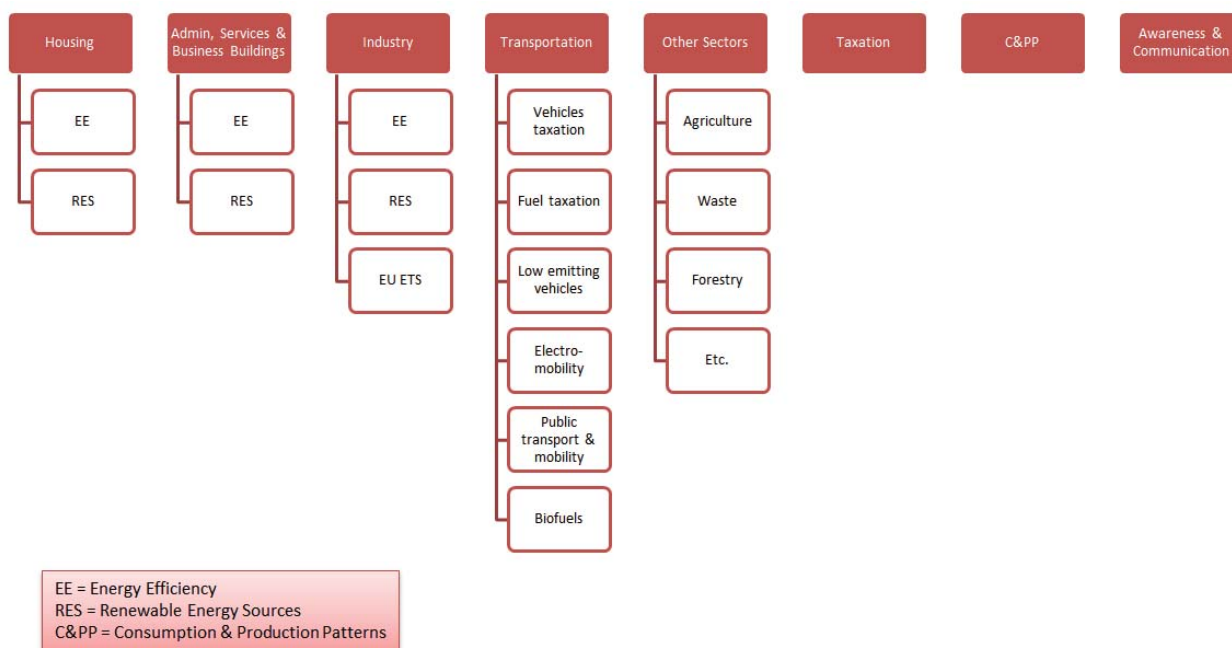 Housing
Admin, Services &
Business Buildings
Industry
Transportation
Other Sectors
Taxation
C&PP
Awareness &
Communication
EE
RES
EE
RES
EE
RES
EU ETS
Vehicles
taxation
Fuel taxation
Low emitting
vehicles
Electro-
mobility
Public
transport &
mobility
Biofuels
Agriculture
Waste
Forestry
Etc.
EE = Energy Efficiency
RES = Renewable Energy Sources
C&PP = Consumption & Production Patterns